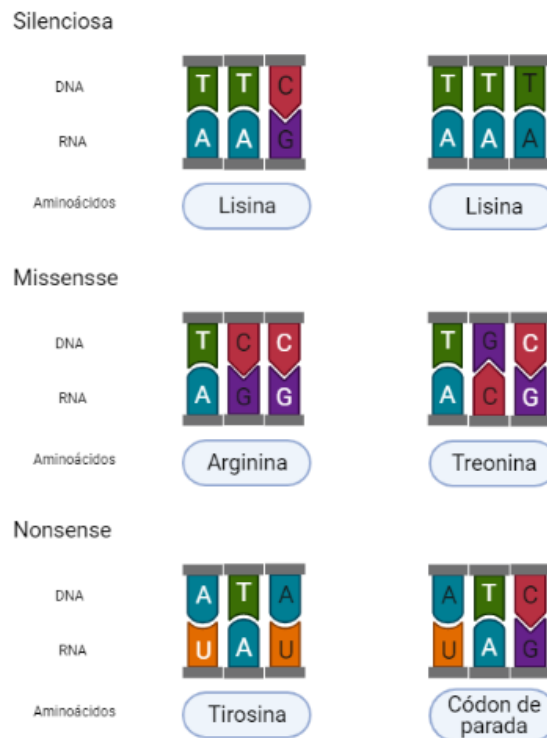 Silenciosa
DNA T T C T T T
RNA A A G A A A
Aminoácidos Lisina Lisina
Missensse
DNA T C C T G C
RNA A G G A C G
Aminoácidos Arginina Treonina
Nonsense
DNA A T A A T C
RNA U A U U A G
Aminoácidos Tirosina Códon de
parada